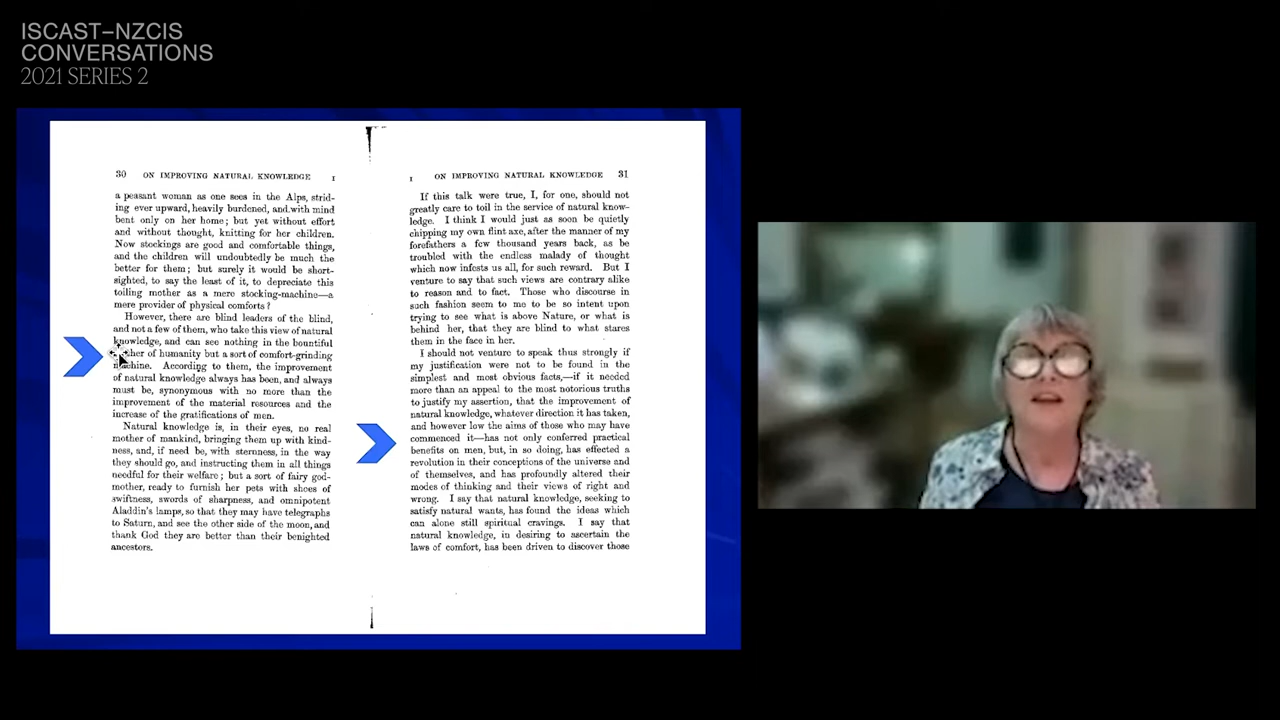 ISCAST–NZCIS
CONVERSATIONS
2021 SERIES 2
30 ON IMPROVING NATURAL KNOWLEDGE I
a peasant woman as one sees in the Alps, strid-
ing ever upward, heavily burdened, and with mind
bent only on her home; but yet without effort
and without thought, knitting for her children.
Now stockings are good and comfortable things,
and the children will undoubtedly be much the
better for them; but surely it would be short-
sighted, to say the least of it, to depreciate this
toiling mother as a mere stocking-machine—a
mere provider of physical comforts?
However, there are blind leaders of the blind,
and not a few of them, who take this view of natural
knowledge, and can see nothing in the bountiful
of humanity but a sort of comfort-grinding
machine. According to them, the improvement
of natural knowledge always has been, and always
must be, synonymous with no more than the
improvement of the material resources and the
increase of the gratifications of men.
Natural knowledge is, in their eyes, no real
mother of mankind, bringing them up with kind-
ness, and, if need be, with sternness, in the way
they should go, and instructing them in all things
needful for their welfare; but a sort of fairy god-
mother, ready to furnish her pets with shoes of
swiftness, swords of sharpness, and omnipotent
Aladdin's lamps, so that they may have telegraphs
to Saturn, and see the other side of the moon, and
thank God they are better than their benighted
ancestors.
I ON IMPROVING NATURAL KNOWLEDGE 31
If this talk were true, I, for one, should not
greatly care to toil in the service of natural know-
ledge. I think I would just as soon be quietly
chipping my own flint axe, after the manner of my
forefathers a few thousand years back, as be
troubled with the endless malady of thought
which now infests us all, for such reward. But I
venture to say that such views are contrary alike
to reason and to fact. Those who discourse in
such fashion seem to me to be so intent upon
trying to see what is above Nature, or what is
behind her, that they are blind to what stares
them in the face in her.
I should not venture to speak thus strongly if
my justification were not to be found in the
simplest and most obvious facts,—if it needed
more than an appeal to the most notorious truths
to justify my assertion, that the improvement of
natural knowledge, whatever direction it has taken,
and however low the aims of those who may have
commenced it—has not only conferred practical
benefits on men, but, in so doing, has effected a
revolution in their conceptions of the universe and
of themselves, and has profoundly altered their
modes of thinking and their views of right and
wrong. I say that natural knowledge, seeking to
satisfy natural wants, has found the ideas which
can alone still spiritual cravings. I say that
natural knowledge, in desiring to ascertain the
laws of comfort, has been driven to discover those